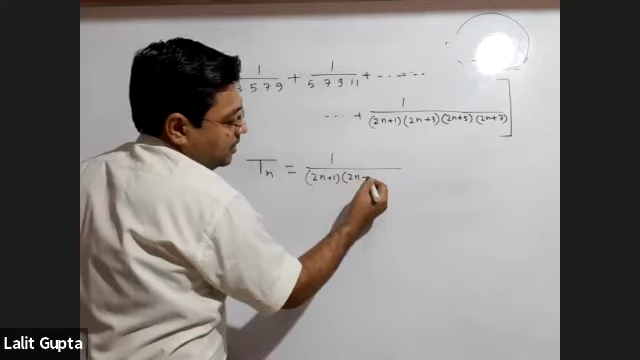 1/(3·5·7·9) + 1/(5·7·9·11) + ........
... + 1/((2n+1)(2n+3)(2n+5)(2n+7)) ]
Tn = 1/((2n+1)(2n
Lalit Gupta